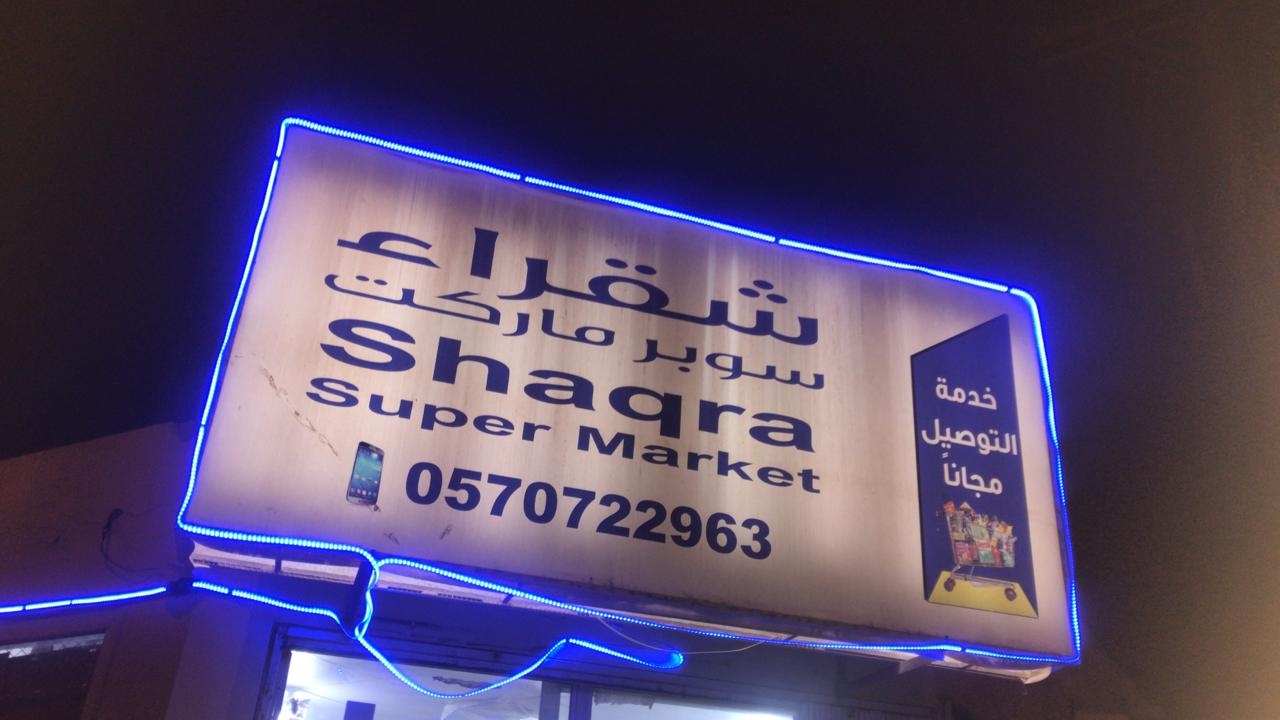 شقراء
سوبر ماركت
Shaqra
Super Market
0570722963
خدمة
التوصيل
مجاناً